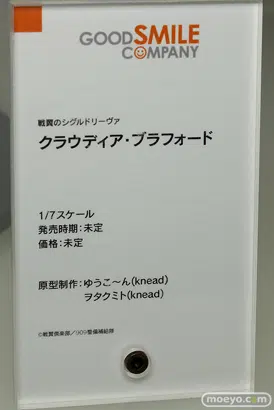 GOODSMILE
COMPANY
戦翼のシグルドリーヴァ
クラウディア・ブラフォード
1/7スケール
発売時期：未定
価格：未定
原型制作：ゆうこ〜ん(knead)
ヲタクミト(knead)
©戦翼倶楽部／909整備補給隊
moeyo.com